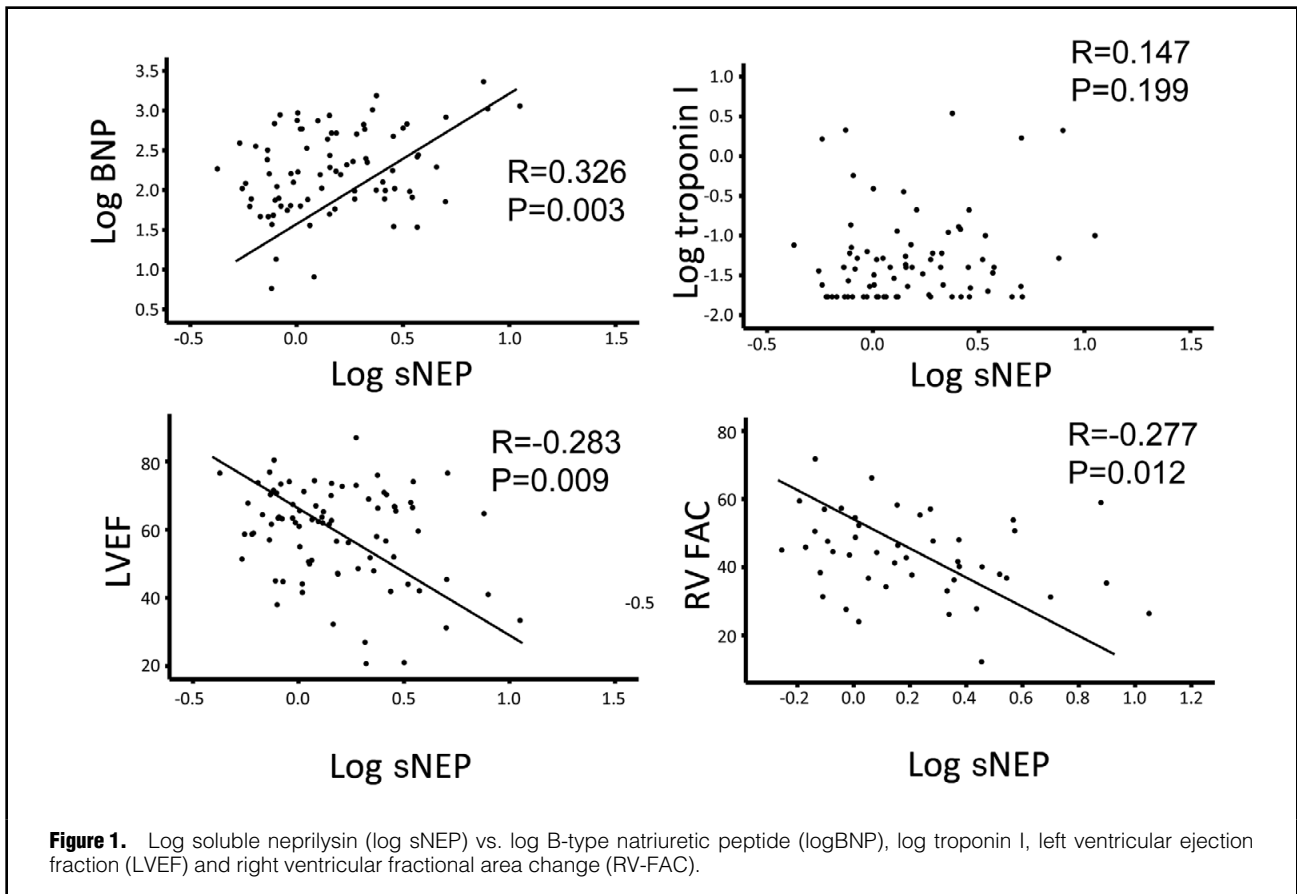 R=0.147
P=0.199
3.5
3.0
2.5
2.0
1.5
1.0
0.5
Log BNP
R=0.326
P=0.003
-0.5 0.0 0.5 1.0 1.5
Log sNEP
1.0
0.5
0.0
-0.5
-1.0
-1.5
-2.0
Log troponin I
-0.5 0.0 0.5 1.0 1.5
Log sNEP
80
60
40
20
LVEF
R=-0.283
P=0.009
-0.5 0.0 0.5 1.0 1.5
Log sNEP
-0.5
80
60
40
20
RV FAC
R=-0.277
P=0.012
-0.2 0.0 0.2 0.4 0.6 0.8 1.0 1.2
Log sNEP
Figure 1. Log soluble neprilysin (log sNEP) vs. log B-type natriuretic peptide (logBNP), log troponin I, left ventricular ejection
fraction (LVEF) and right ventricular fractional area change (RV-FAC).